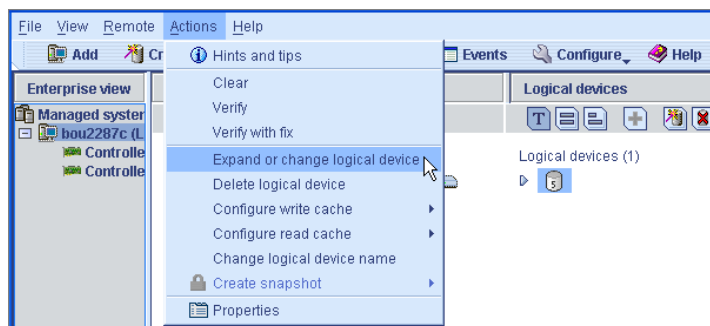 File View Remote Actions Help
Add Cr Events Configure Help
Enterprise view
Managed syster
bou2287c (L
Controlle
Controlle
Hints and tips
Clear
Verify
Verify with fix
Expand or change logical device
Delete logical device
Configure write cache
Configure read cache
Change logical device name
Create snapshot
Properties
Logical devices
T
Logical devices (1)
5